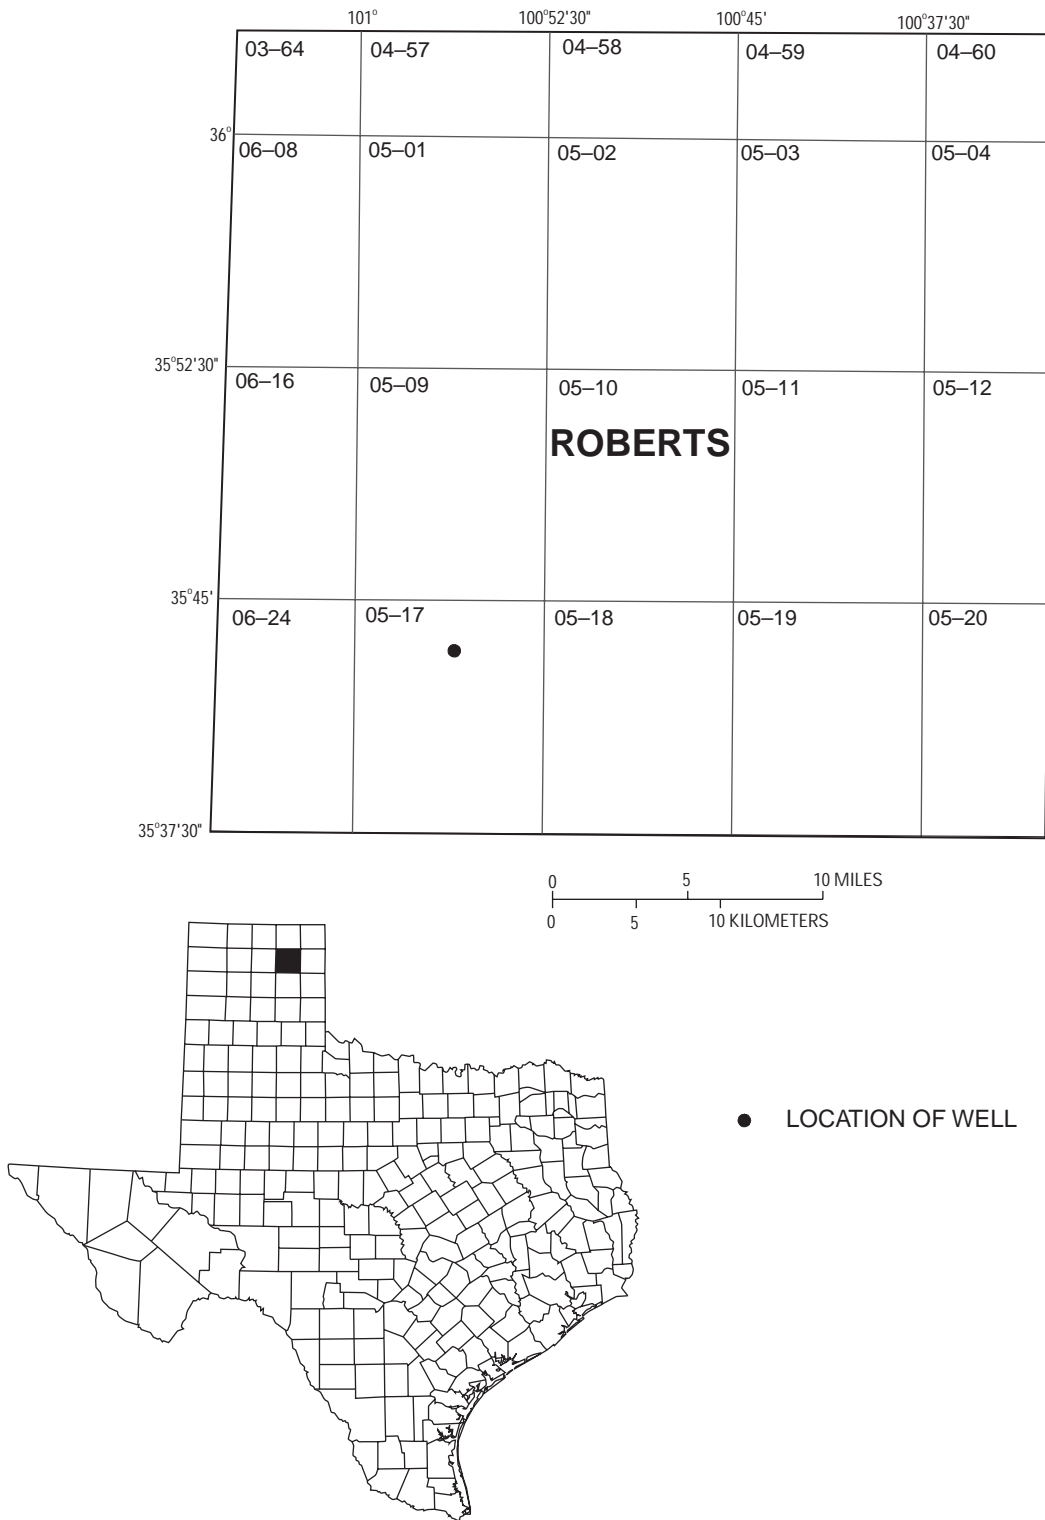 101° 100°52'30" 100°45' 100°37'30"
03–64 04–57 04–58 04–59 04–60
36°
06–08 05–01 05–02 05–03 05–04
35°52'30"
06–16 05–09 05–10 05–11 05–12
ROBERTS
35°45'
06–24 05–17 05–18 05–19 05–20
35°37'30"
0 5 10 MILES
0 5 10 KILOMETERS
LOCATION OF WELL